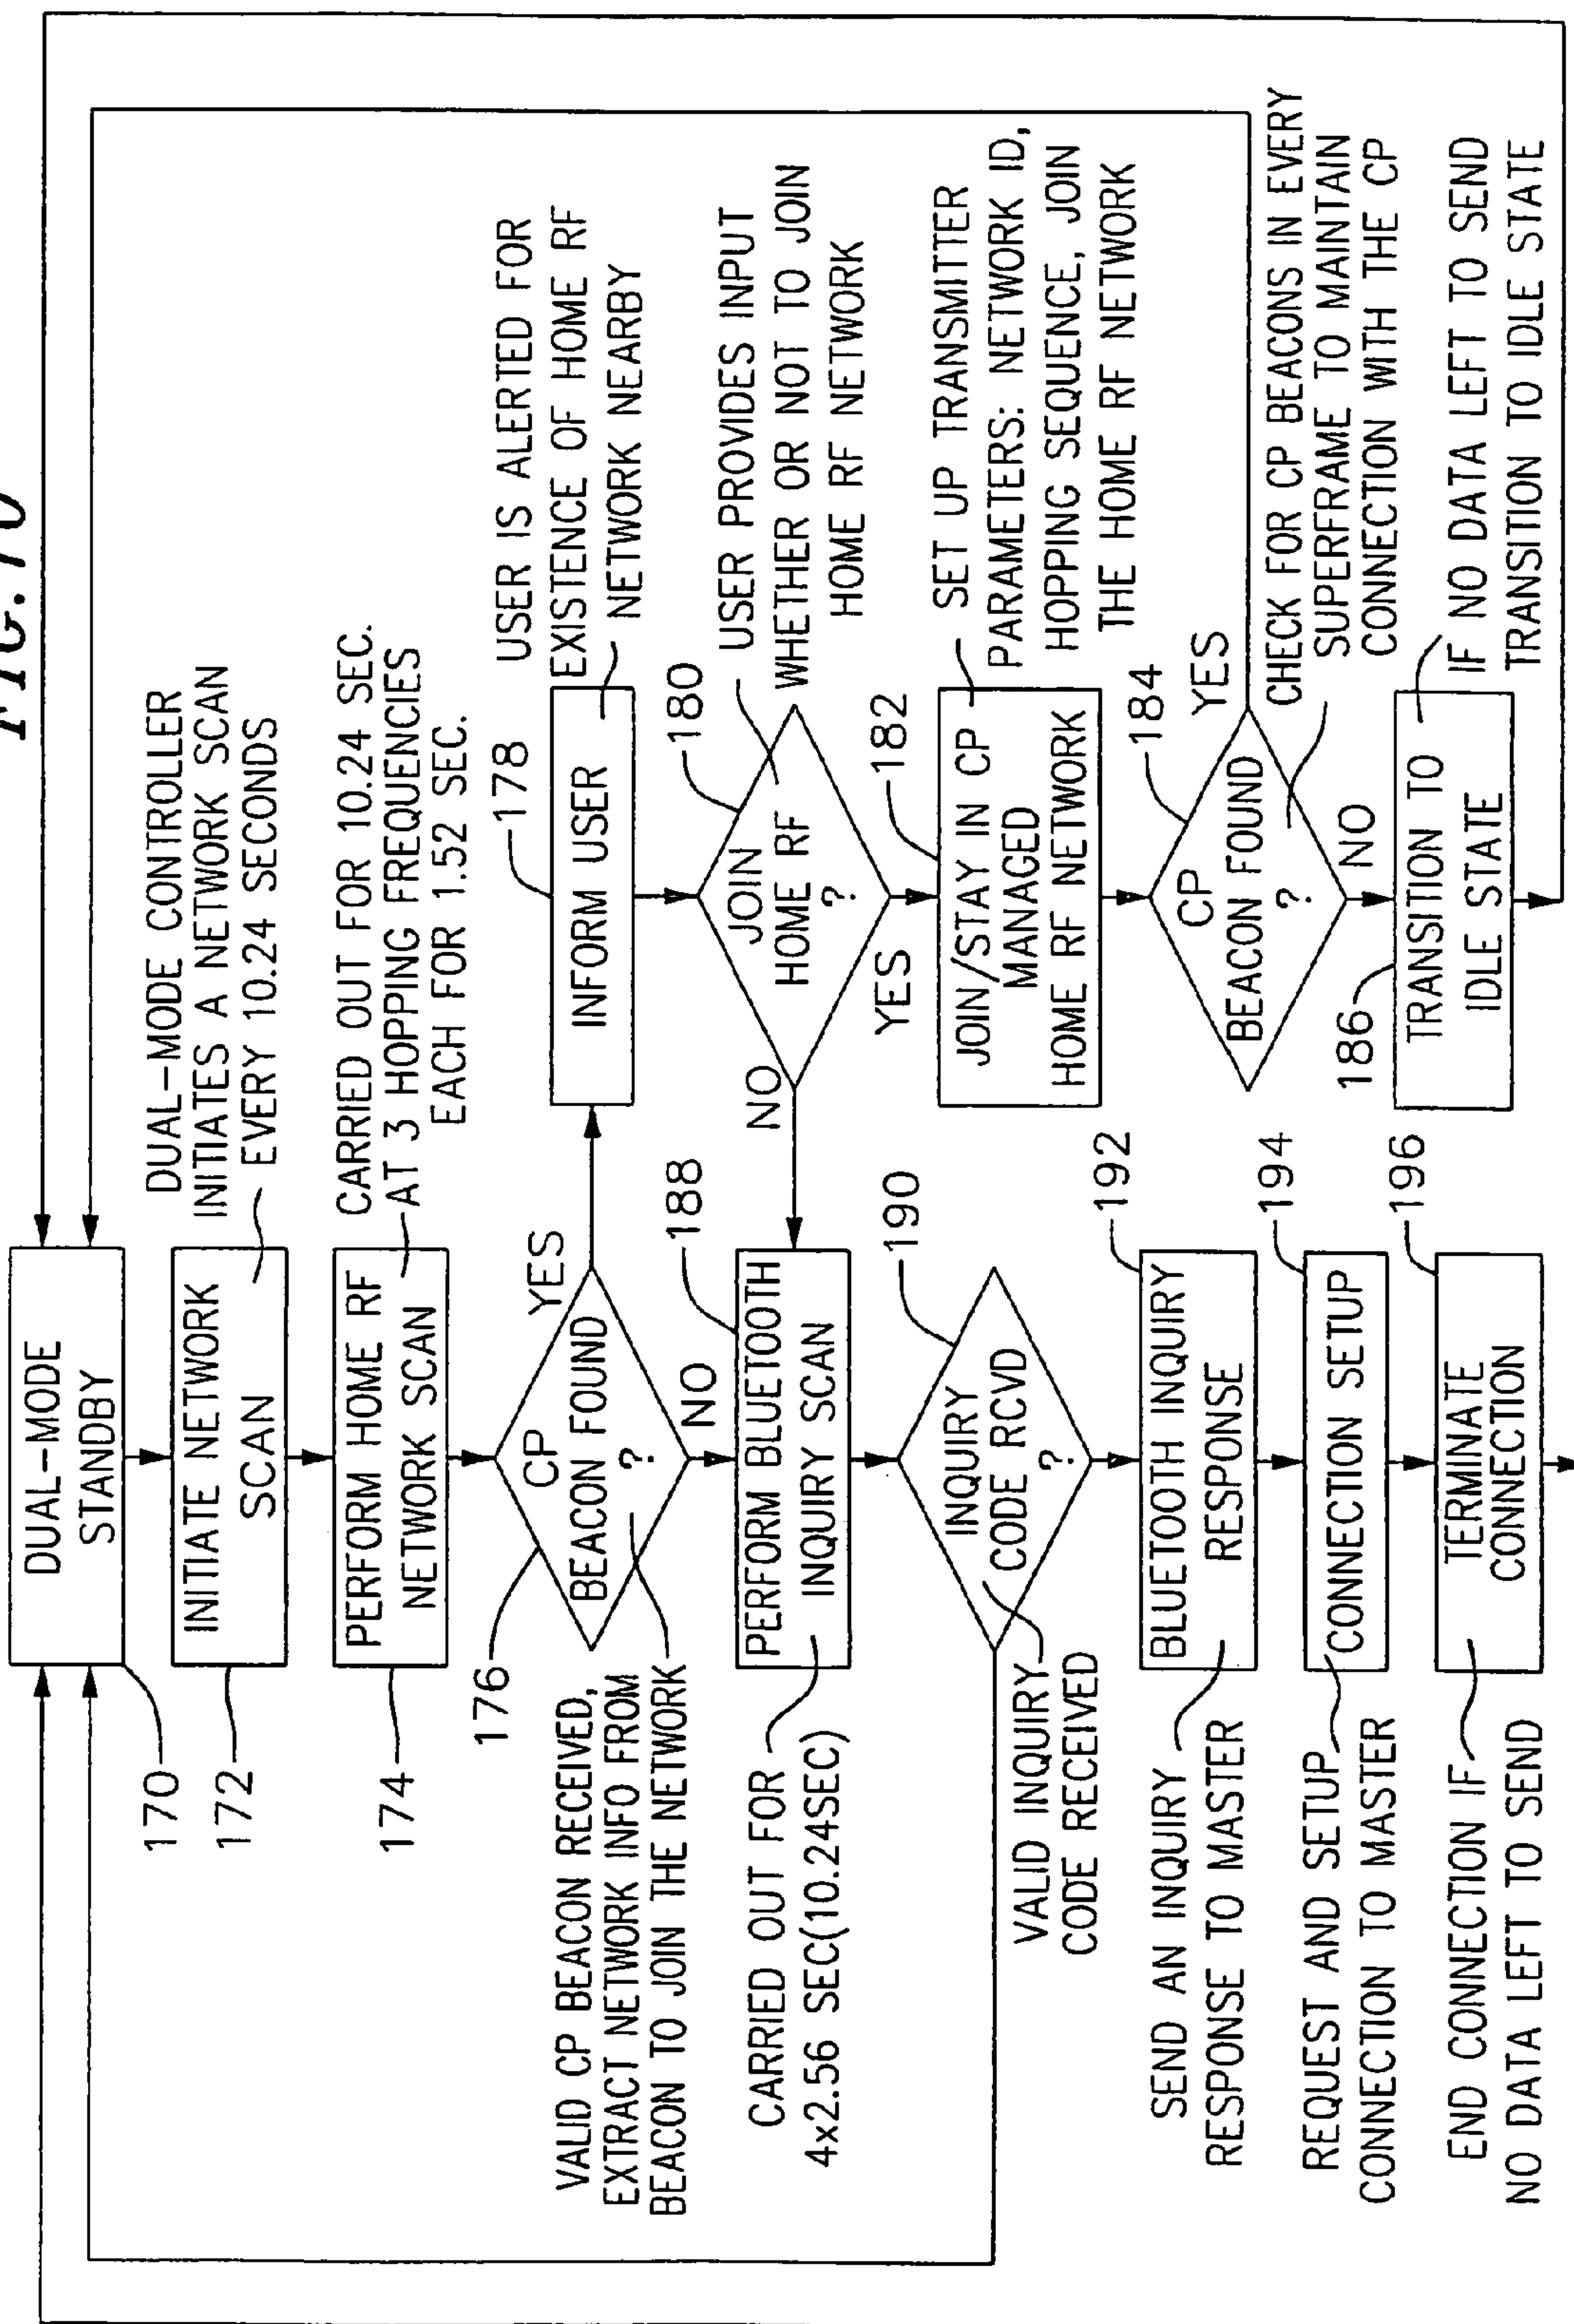 FIG. 10
DUAL-MODE
STANDBY
170
DUAL-MODE CONTROLLER
INITIATES A NETWORK SCAN
EVERY 10.24 SECONDS
INITIATE NETWORK
SCAN
172
CARRIED OUT FOR 10.24 SEC.
AT 3 HOPPING FREQUENCIES
EACH FOR 1.52 SEC.
PERFORM HOME RF
NETWORK SCAN
174
176
CP
BEACON FOUND
?
YES
NO
VALID CP BEACON RECEIVED,
EXTRACT NETWORK INFO FROM
BEACON TO JOIN THE NETWORK
178
INFORM USER
USER IS ALERTED FOR
EXISTENCE OF HOME RF
NETWORK NEARBY
180
JOIN
HOME RF
?
NO
YES
USER PROVIDES INPUT
WHETHER OR NOT TO JOIN
HOME RF NETWORK
182
JOIN/STAY IN CP
MANAGED
HOME RF NETWORK
SET UP TRANSMITTER
PARAMETERS: NETWORK ID,
HOPPING SEQUENCE, JOIN
THE HOME RF NETWORK
184
CP
BEACON FOUND
?
YES
NO
CHECK FOR CP BEACONS IN EVERY
SUPERFRAME TO MAINTAIN
CONNECTION WITH THE CP
186
TRANSITION TO
IDLE STATE
IF NO DATA LEFT TO SEND
TRANSITION TO IDLE STATE
188
PERFORM BLUETOOTH
INQUIRY SCAN
CARRIED OUT FOR
4x2.56 SEC(10.24SEC)
190
INQUIRY
CODE RCVD
?
VALID INQUIRY
CODE RECEIVED
192
BLUETOOTH INQUIRY
RESPONSE
SEND AN INQUIRY
RESPONSE TO MASTER
194
CONNECTION SETUP
REQUEST AND SETUP
CONNECTION TO MASTER
196
TERMINATE
CONNECTION
END CONNECTION IF
NO DATA LEFT TO SEND